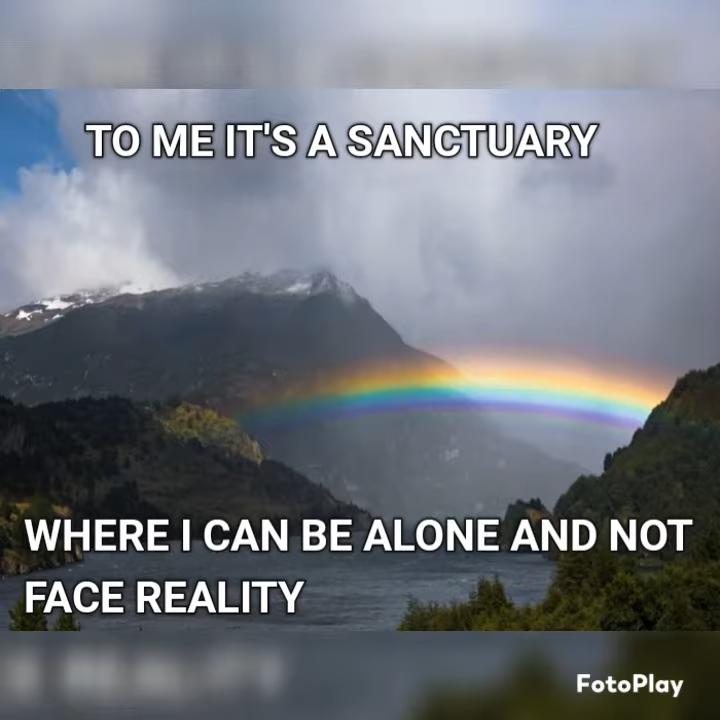 TO ME IT'S A SANCTUARY
WHERE I CAN BE ALONE AND NOT
FACE REALITY
FotoPlay